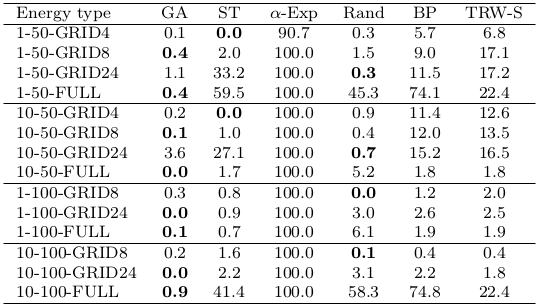 Energy type GA ST α-Exp Rand BP TRW-S
1-50-GRID4 0.1 0.0 90.7 0.3 5.7 6.8
1-50-GRID8 0.4 2.0 100.0 1.5 9.0 17.1
1-50-GRID24 1.1 33.2 100.0 0.3 11.5 17.2
1-50-FULL 0.4 59.5 100.0 45.3 74.1 22.4
10-50-GRID4 0.2 0.0 100.0 0.9 11.4 12.6
10-50-GRID8 0.1 1.0 100.0 0.4 12.0 13.5
10-50-GRID24 3.6 27.1 100.0 0.7 15.2 16.5
10-50-FULL 0.0 1.7 100.0 5.2 1.8 1.8
1-100-GRID8 0.3 0.8 100.0 0.0 1.2 2.0
1-100-GRID24 0.0 0.9 100.0 3.0 2.6 2.5
1-100-FULL 0.1 0.7 100.0 6.1 1.9 1.9
10-100-GRID8 0.2 1.6 100.0 0.1 0.4 0.4
10-100-GRID24 0.0 2.2 100.0 3.1 2.2 1.8
10-100-FULL 0.9 41.4 100.0 58.3 74.8 22.4